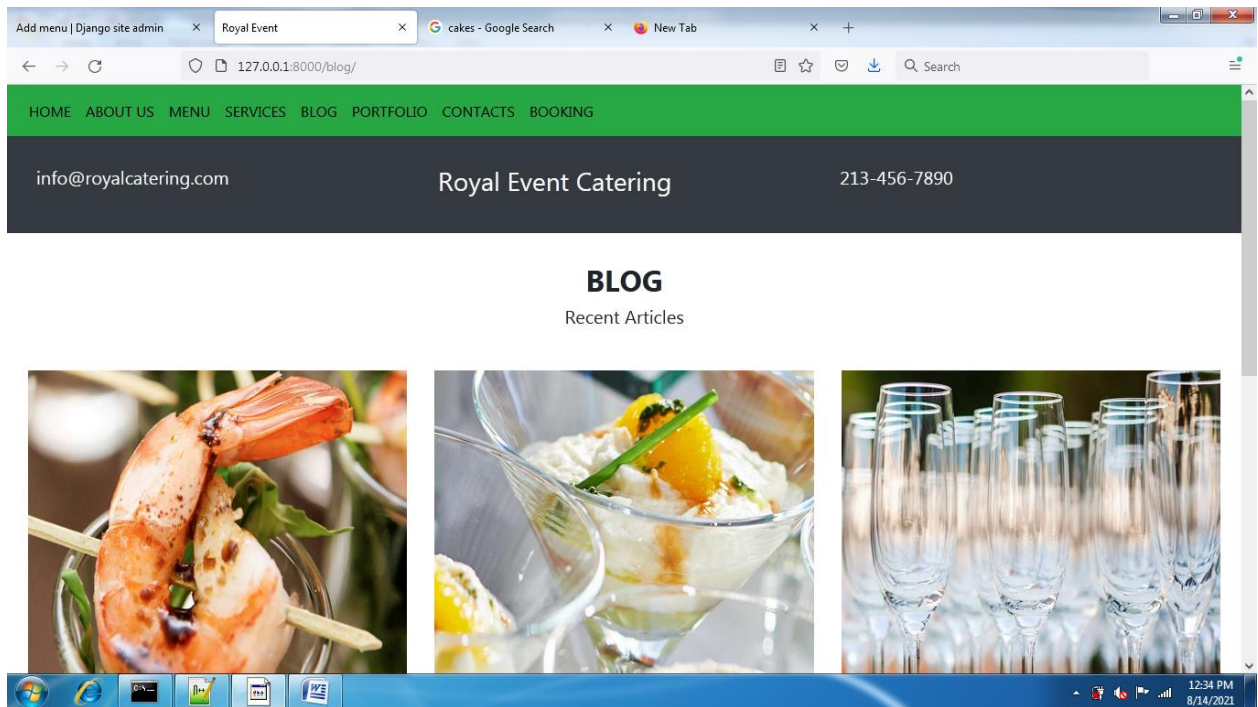 Add menu | Django site admin
Royal Event
cakes - Google Search
New Tab
127.0.0.1:8000/blog/
Search
HOME ABOUT US MENU SERVICES BLOG PORTFOLIO CONTACTS BOOKING
info@royalcatering.com
Royal Event Catering
213-456-7890
BLOG
Recent Articles
12:34 PM
8/14/2021